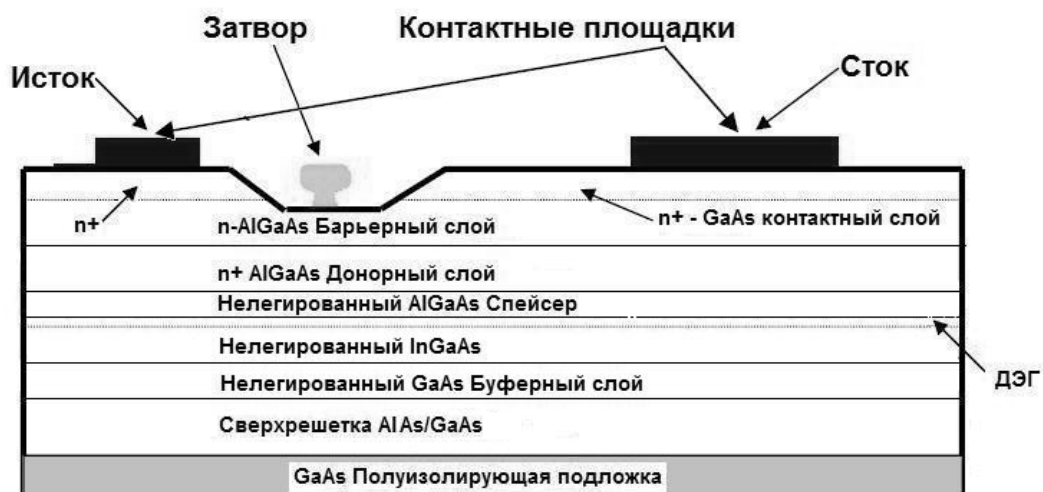 Затвор
Контактные площадки
Исток
Сток
n+
n+ - GaAs контактный слой
n-AlGaAs Барьерный слой
n+ AlGaAs Донорный слой
Нелегированный AlGaAs Спейсер
Нелегированный InGaAs
ДЭГ
Нелегированный GaAs Буферный слой
Сверхрешетка AlAs/GaAs
GaAs Полуизолирующая подложка